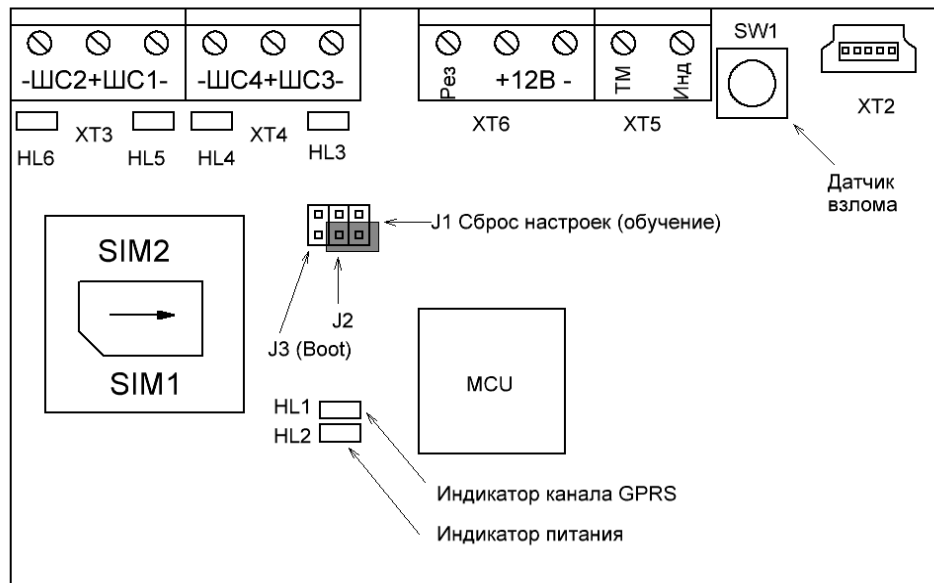 SW1
-ШС2+ШС1-
-ШС4+ШС3-
Рез
+12В -
ТМ
Инд
XT3
XT4
XT6
XT5
XT2
HL6
HL5
HL4
HL3
Датчик
взлома
J1 Сброс настроек (обучение)
SIM2
SIM1
J2
J3 (Boot)
MCU
HL1
HL2
Индикатор канала GPRS
Индикатор питания